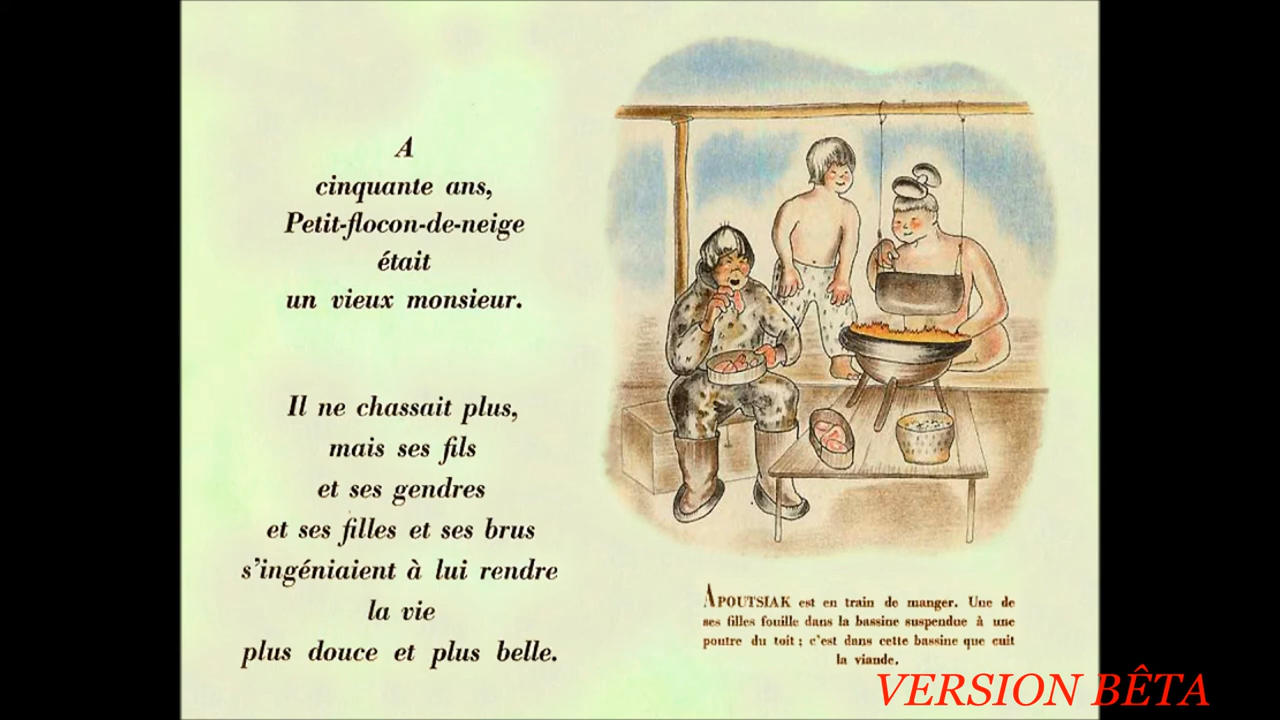 A
cinquante ans,
Petit-flocon-de-neige
était
un vieux monsieur.
Il ne chassait plus,
mais ses fils
et ses gendres
et ses filles et ses brus
s'ingéniaient à lui rendre
la vie
plus douce et plus belle.
APOUTSIAK est en train de manger. Une de
ses filles fouille dans la bassine suspendue à une
poutre du toit ; c'est dans cette bassine que cuit
la viande.
VERSION BÊTA